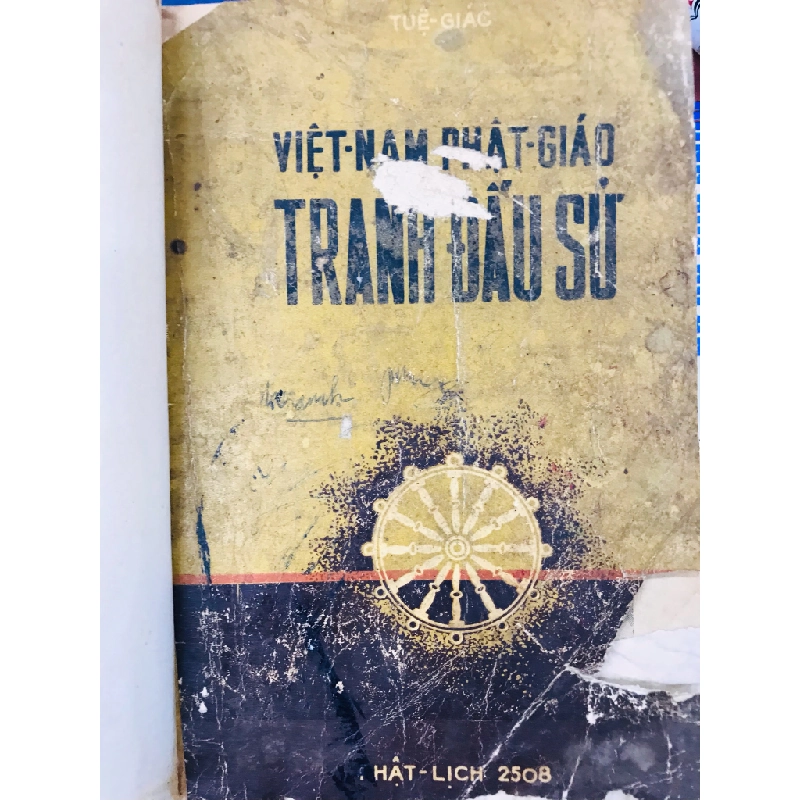 TUỆ-GIÁC
VIỆT-NAM PHẬT-GIÁO
TRANH ĐẤU SỬ
HẬT-LỊCH 2508